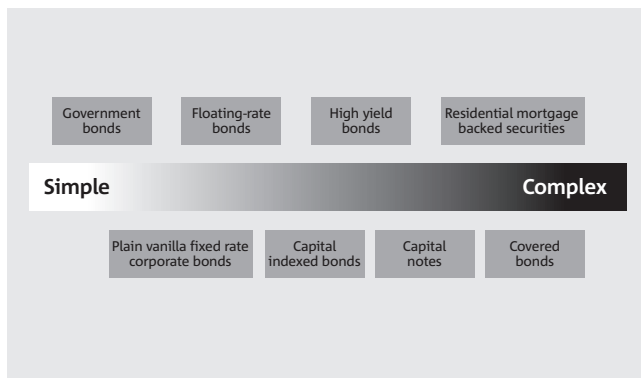 Government
bonds
Floating-rate
bonds
High yield
bonds
Residential mortgage
backed securities
Simple
Complex
Plain vanilla fixed rate
corporate bonds
Capital
indexed bonds
Capital
notes
Covered
bonds